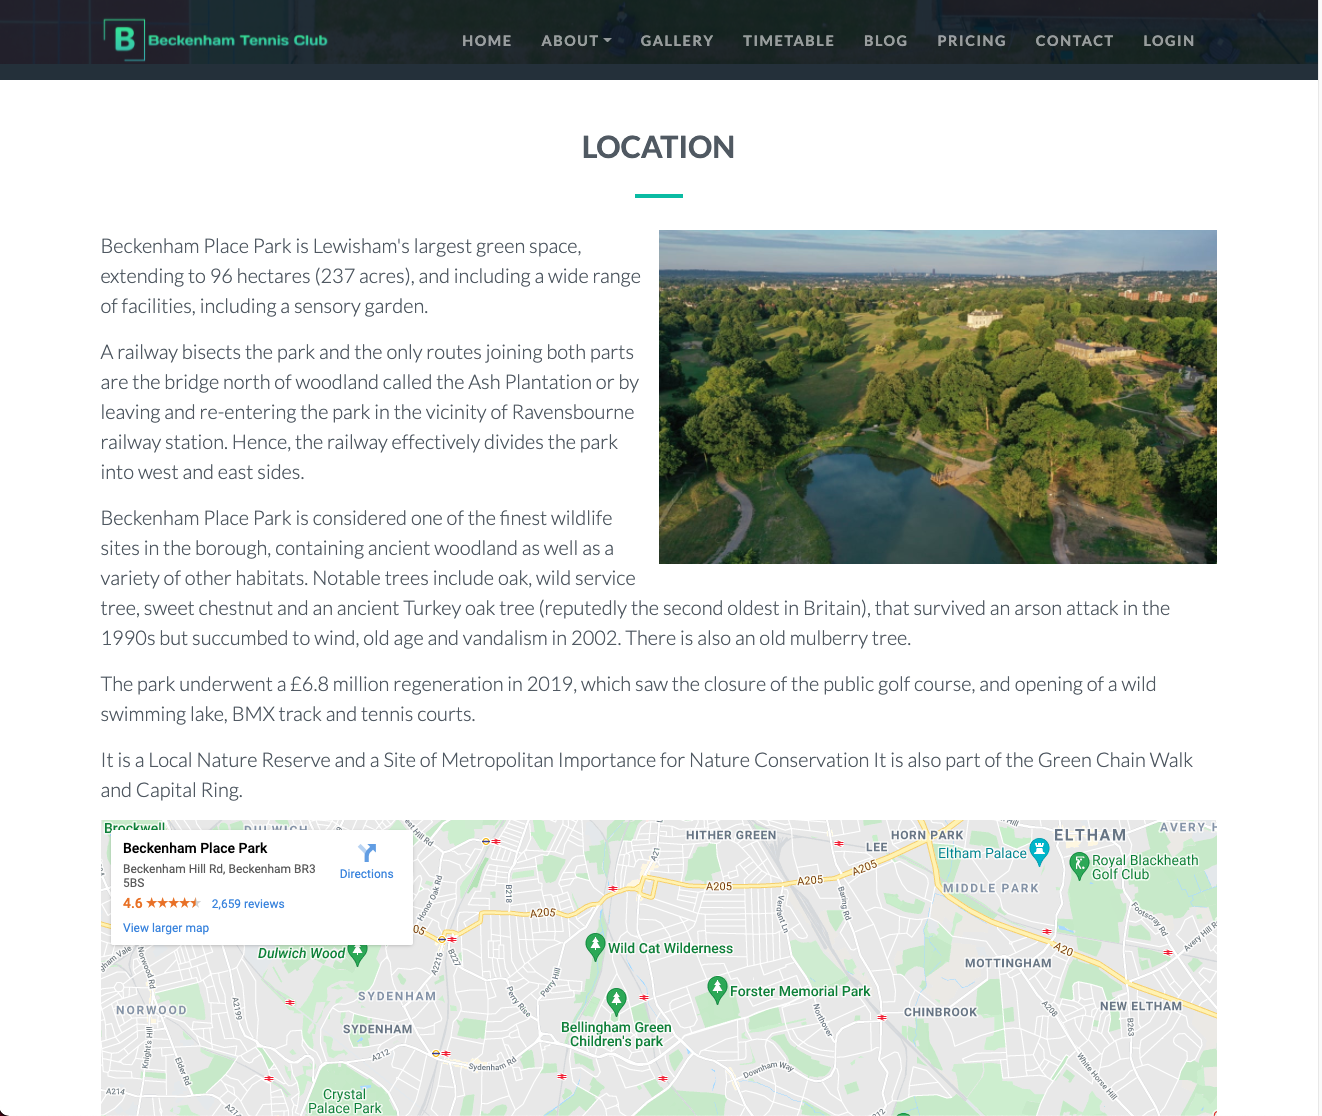 B Beckenham Tennis Club
HOME ABOUT GALLERY TIMETABLE BLOG PRICING CONTACT LOGIN
LOCATION
Beckenham Place Park is Lewisham's largest green space,
extending to 96 hectares (237 acres), and including a wide range
of facilities, including a sensory garden.
A railway bisects the park and the only routes joining both parts
are the bridge north of woodland called the Ash Plantation or by
leaving and re-entering the park in the vicinity of Ravensbourne
railway station. Hence, the railway effectively divides the park
into west and east sides.
Beckenham Place Park is considered one of the finest wildlife
sites in the borough, containing ancient woodland as well as a
variety of other habitats. Notable trees include oak, wild service
tree, sweet chestnut and an ancient Turkey oak tree (reputedly the second oldest in Britain), that survived an arson attack in the
1990s but succumbed to wind, old age and vandalism in 2002. There is also an old mulberry tree.
The park underwent a £6.8 million regeneration in 2019, which saw the closure of the public golf course, and opening of a wild
swimming lake, BMX track and tennis courts.
It is a Local Nature Reserve and a Site of Metropolitan Importance for Nature Conservation It is also part of the Green Chain Walk
and Capital Ring.
Brockwell
DULWICH
Beckenham Place Park
Beckenham Hill Rd, Beckenham BR3
5BS
4.6 2,659 reviews
View larger map
Directions
HITHER GREEN
HORN PARK
LEE
ELTHAM
AVERY H
Eltham Palace
Royal Blackheath
Golf Club
MIDDLE PARK
A21
A205
A205
A205
A205
05
B218
Honor Oak Rd
Verdant Ln
Baring Rd
Footscray Rd
Avery Hill R
A20
Dulwich Wood
A2216
B227
Wild Cat Wilderness
MOTTINGHAM
Norwood Rd
A2199
SYDENHAM
Perry Rise
Perry Hill
Forster Memorial Park
NORWOOD
Bellingham Green
Children's park
Northover
CHINBROOK
A208
NEW ELTHAM
B263
Knight's Hill
SYDENHAM
A212
Sydenham Rd
Downham Way
White Horse Hill
A214
Crystal
Palace Park